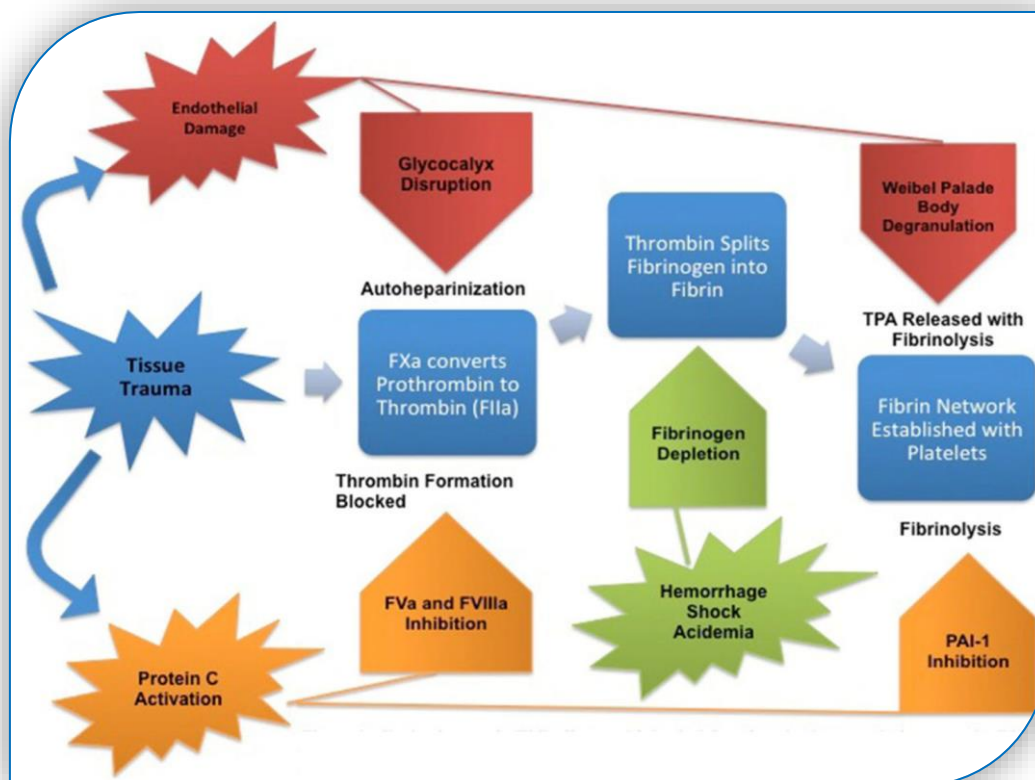 Endothelial
Damage
Glycocalyx
Disruption
Weibel Palade
Body
Degranulation
Thrombin Splits
Fibrinogen into
Fibrin
Autoheparinization
TPA Released with
Fibrinolysis
Tissue
Trauma
FXa converts
Prothrombin to
Thrombin (FIIa)
Fibrin Network
Established with
Platelets
Fibrinogen
Depletion
Thrombin Formation
Blocked
Fibrinolysis
FVa and FVIIIa
Inhibition
Hemorrhage
Shock
Acidemia
PAI-1
Inhibition
Protein C
Activation